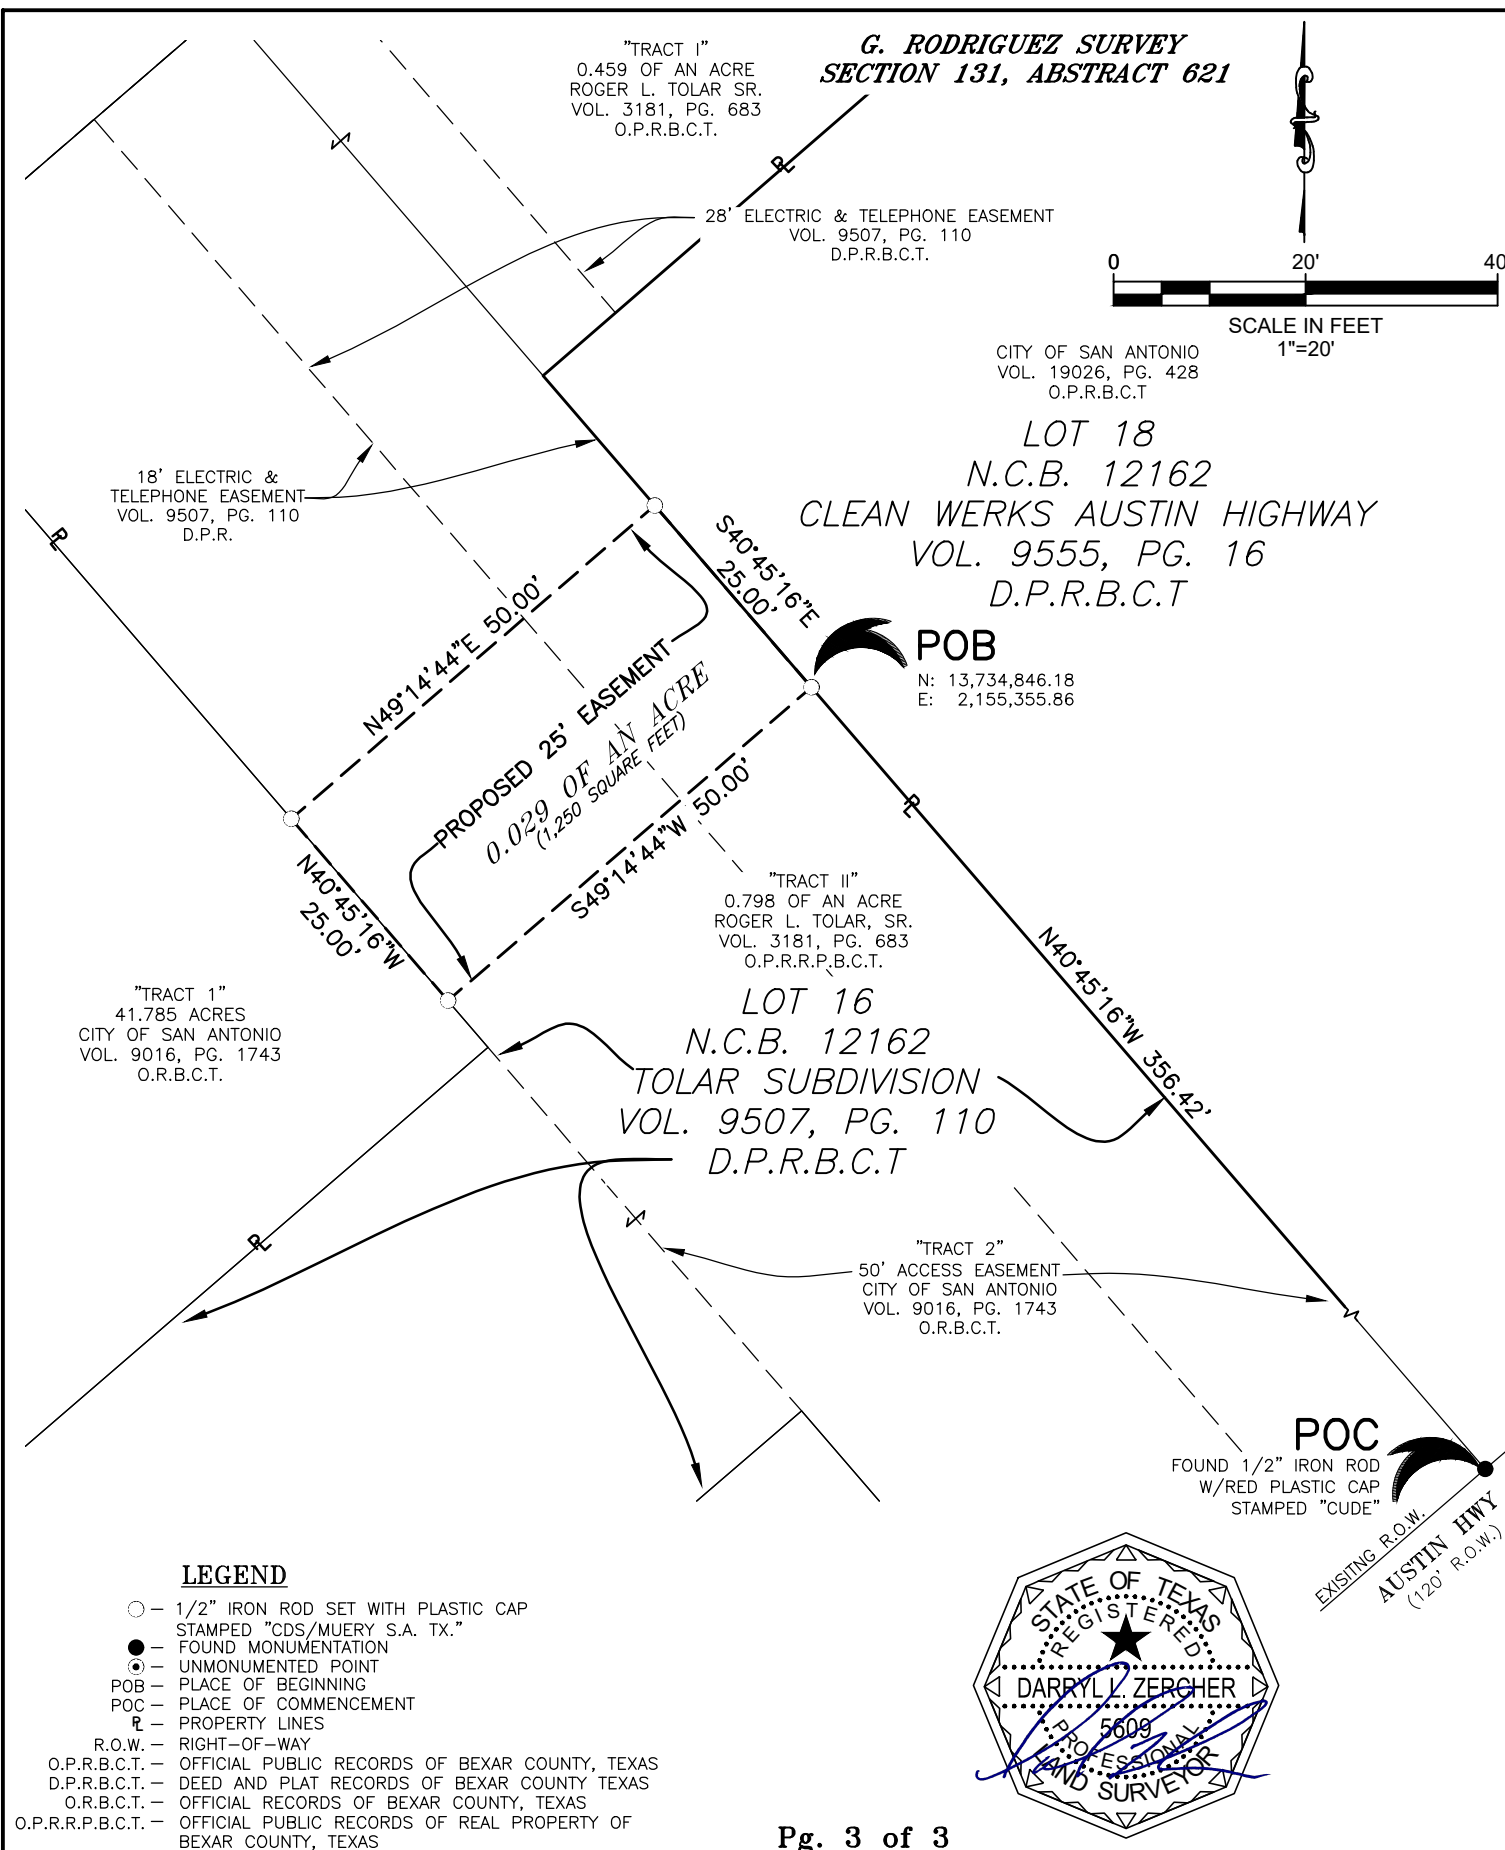 G. RODRIGUEZ SURVEY
SECTION 131, ABSTRACT 621
"TRACT I"
0.459 OF AN ACRE
ROGER L. TOLAR SR.
VOL. 3181, PG. 683
O.P.R.B.C.T.
28' ELECTRIC & TELEPHONE EASEMENT
VOL. 9507, PG. 110
D.P.R.B.C.T.
0 20' 40
SCALE IN FEET
1"=20'
CITY OF SAN ANTONIO
VOL. 19026, PG. 428
O.P.R.B.C.T
LOT 18
N.C.B. 12162
CLEAN WERKS AUSTIN HIGHWAY
VOL. 9555, PG. 16
D.P.R.B.C.T
18' ELECTRIC &
TELEPHONE EASEMENT
VOL. 9507, PG. 110
D.P.R.
S40°45'16"E
25.00'
N49°14'44"E 50.00'
POB
N: 13,734,846.18
E: 2,155,355.86
PROPOSED 25' EASEMENT
0.029 OF AN ACRE
(1,250 SQUARE FEET)
S49°14'44"W 50.00'
N40°45'16"W
25.00'
"TRACT II"
0.798 OF AN ACRE
ROGER L. TOLAR, SR.
VOL. 3181, PG. 683
O.P.R.R.P.B.C.T.
N40°45'16"W 356.42'
"TRACT 1"
41.785 ACRES
CITY OF SAN ANTONIO
VOL. 9016, PG. 1743
O.R.B.C.T.
LOT 16
N.C.B. 12162
TOLAR SUBDIVISION
VOL. 9507, PG. 110
D.P.R.B.C.T
"TRACT 2"
50' ACCESS EASEMENT
CITY OF SAN ANTONIO
VOL. 9016, PG. 1743
O.R.B.C.T.
POC
FOUND 1/2" IRON ROD
W/RED PLASTIC CAP
STAMPED "CUDE"
EXISITNG R.O.W.
AUSTIN HWY
(120' R.O.W.)
LEGEND
– 1/2" IRON ROD SET WITH PLASTIC CAP
STAMPED "CDS/MUERY S.A. TX."
– FOUND MONUMENTATION
– UNMONUMENTED POINT
POB – PLACE OF BEGINNING
POC – PLACE OF COMMENCEMENT
℄ – PROPERTY LINES
R.O.W. – RIGHT-OF-WAY
O.P.R.B.C.T. – OFFICIAL PUBLIC RECORDS OF BEXAR COUNTY, TEXAS
D.P.R.B.C.T. – DEED AND PLAT RECORDS OF BEXAR COUNTY TEXAS
O.R.B.C.T. – OFFICIAL RECORDS OF BEXAR COUNTY, TEXAS
O.P.R.R.P.B.C.T. – OFFICIAL PUBLIC RECORDS OF REAL PROPERTY OF
BEXAR COUNTY, TEXAS
STATE OF TEXAS
REGISTERED
DARRYL L. ZERCHER
5609
PROFESSIONAL
LAND SURVEYOR
Pg. 3 of 3